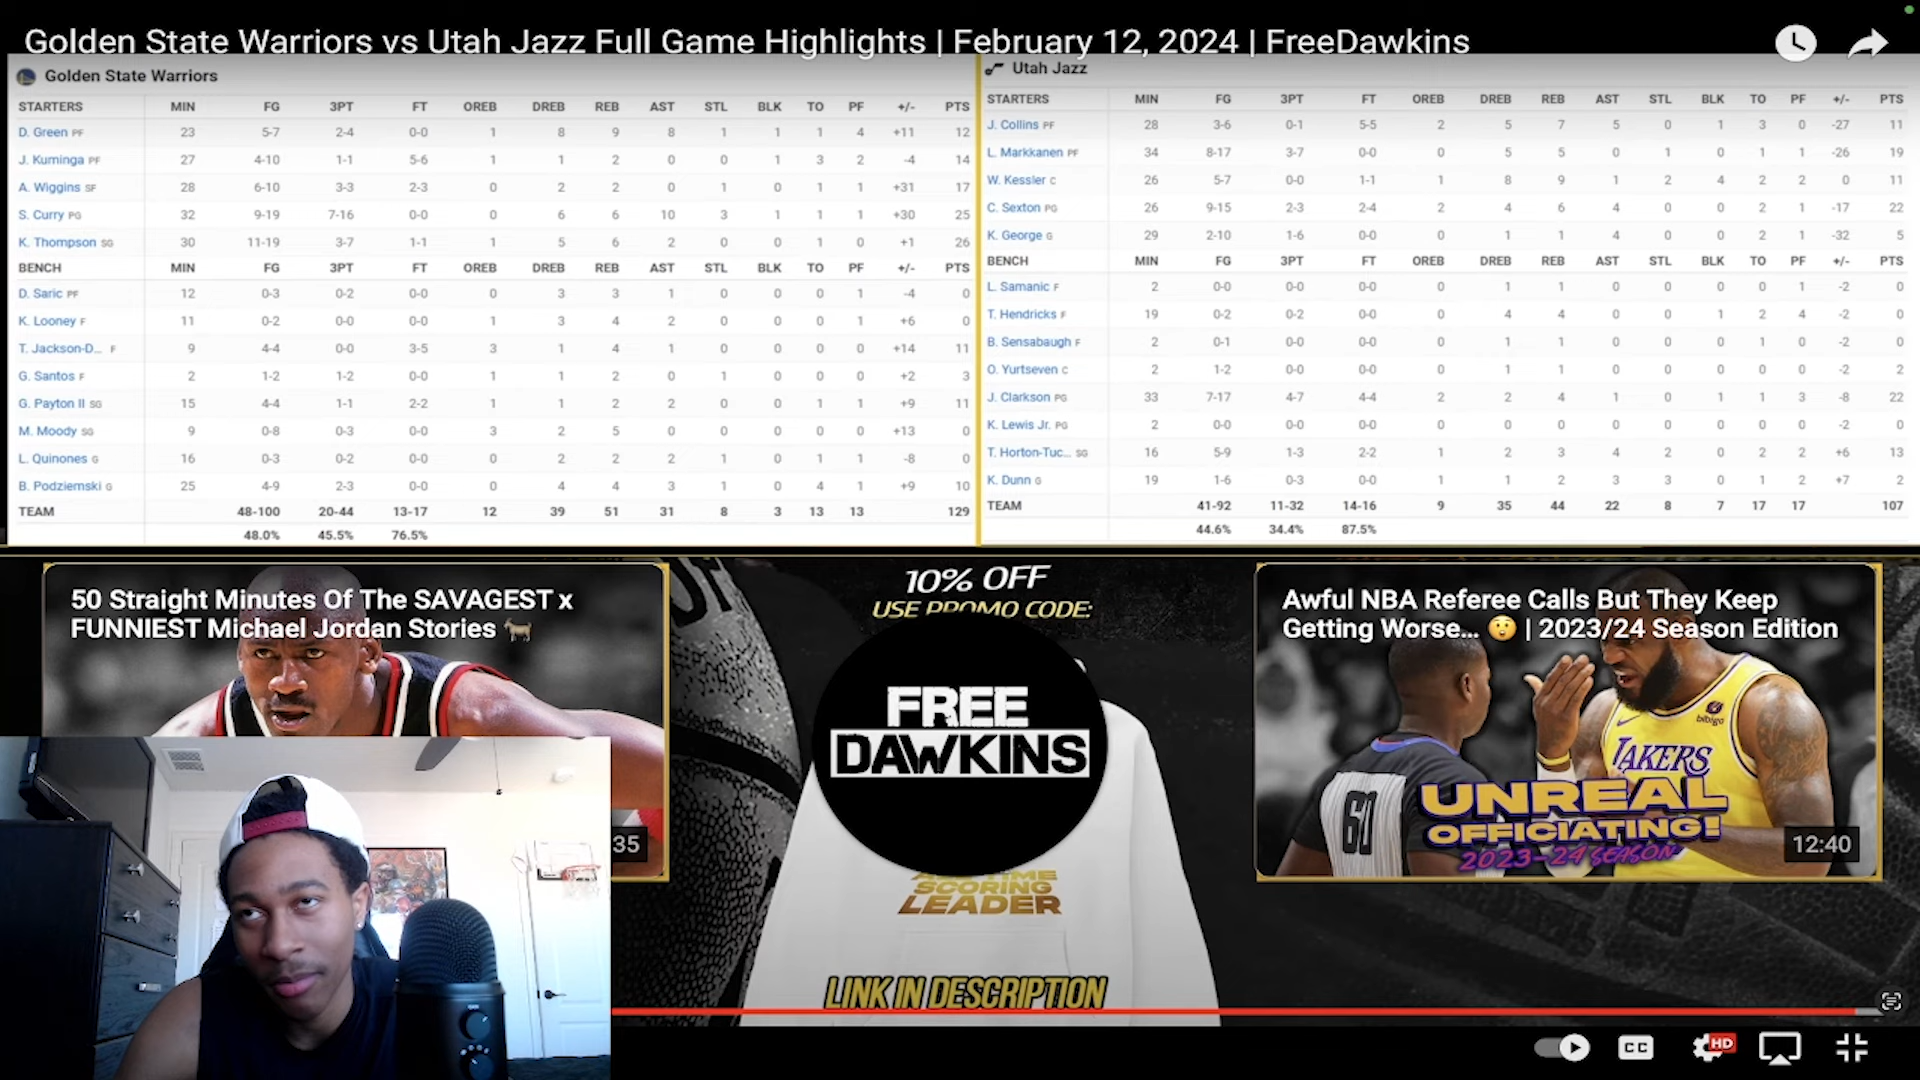 Golden State Warriors vs Utah Jazz Full Game Highlights | February 12, 2024 | FreeDawkins
Golden State Warriors
STARTERS MIN FG 3PT FT OREB DREB REB AST STL BLK TO PF +/- PTS
D. Green PF 23 5-7 2-4 0-0 1 8 9 8 1 1 1 4 +11 12
J. Kuminga PF 27 4-10 1-1 5-6 1 1 2 0 0 1 3 2 -4 14
A. Wiggins SF 28 6-10 3-3 2-3 0 2 2 0 1 0 1 1 +31 17
S. Curry PG 32 9-19 7-16 0-0 0 6 6 10 3 1 1 1 +30 25
K. Thompson SG 30 11-19 3-7 1-1 1 5 6 2 0 0 1 0 +1 26
BENCH MIN FG 3PT FT OREB DREB REB AST STL BLK TO PF +/- PTS
D. Saric PF 12 0-3 0-2 0-0 0 3 3 1 0 0 0 1 -4 0
K. Looney F 11 0-2 0-0 0-0 1 3 4 2 0 0 0 1 +6 0
T. Jackson-D... F 9 4-4 0-0 3-5 3 1 4 1 0 0 0 0 +14 11
G. Santos F 2 1-2 1-2 0-0 1 1 2 0 1 0 0 0 +2 3
G. Payton II SG 15 4-4 1-1 2-2 1 1 2 2 0 0 1 1 +9 11
M. Moody SG 9 0-8 0-3 0-0 3 2 5 0 0 0 0 0 +13 0
L. Quinones G 16 0-3 0-2 0-0 0 2 2 2 1 0 1 1 -8 0
B. Podziemski G 25 4-9 2-3 0-0 0 4 4 3 1 0 4 1 +9 10
TEAM 48-100 20-44 13-17 12 39 51 31 8 3 13 13 129
48.0% 45.5% 76.5%
Utah Jazz
STARTERS MIN FG 3PT FT OREB DREB REB AST STL BLK TO PF +/- PTS
J. Collins PF 28 3-6 0-1 5-5 2 5 7 5 0 1 3 0 -27 11
L. Markkanen PF 34 8-17 3-7 0-0 0 5 5 0 1 0 1 1 -26 19
W. Kessler C 26 5-7 0-0 1-1 1 8 9 1 2 4 2 2 0 11
C. Sexton PG 26 9-15 2-3 2-4 2 4 6 4 0 0 2 1 -17 22
K. George G 29 2-10 1-6 0-0 0 1 1 4 0 0 2 1 -32 5
BENCH MIN FG 3PT FT OREB DREB REB AST STL BLK TO PF +/- PTS
L. Samanic F 2 0-0 0-0 0-0 0 1 1 0 0 0 0 1 -2 0
T. Hendricks F 19 0-2 0-2 0-0 0 4 4 0 0 1 2 4 -2 0
B. Sensabaugh F 2 0-1 0-0 0-0 0 1 1 0 0 0 1 0 -2 0
O. Yurtseven C 2 1-2 0-0 0-0 0 1 1 0 0 0 0 0 -2 2
J. Clarkson PG 33 7-17 4-7 4-4 2 2 4 1 0 1 1 3 -8 22
K. Lewis Jr. PG 2 0-0 0-0 0-0 0 0 0 0 0 0 0 0 -2 0
T. Horton-Tuc... SG 16 5-9 1-3 2-2 1 2 3 4 2 0 2 2 +6 13
K. Dunn G 19 1-6 0-3 0-0 1 1 2 3 3 0 1 2 +7 2
TEAM 41-92 11-32 14-16 9 35 44 22 8 7 17 17 107
44.6% 34.4% 87.5%
50 Straight Minutes Of The SAVAGEST x
FUNNIEST Michael Jordan Stories
35
10% OFF
USE PROMO CODE:
FREE
DAWKINS
SCORING
LEADER
LINK IN DESCRIPTION
Awful NBA Referee Calls But They Keep
Getting Worse... 😲 | 2023/24 Season Edition
bibigo
LAKERS
60
UNREAL
OFFICIATING!
2023-24 SEASON
12:40
CC
HD